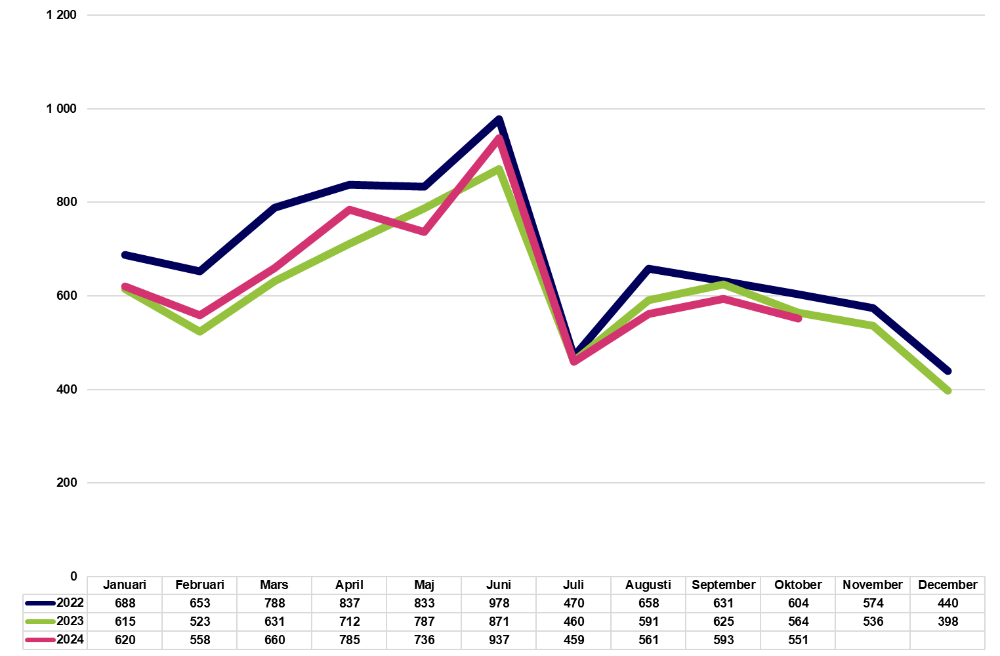 1 200
1 000
800
600
400
200
0
Januari Februari Mars April Maj Juni Juli Augusti September Oktober November December
2022 688 653 788 837 833 978 470 658 631 604 574 440
2023 615 523 631 712 787 871 460 591 625 564 536 398
2024 620 558 660 785 736 937 459 561 593 551